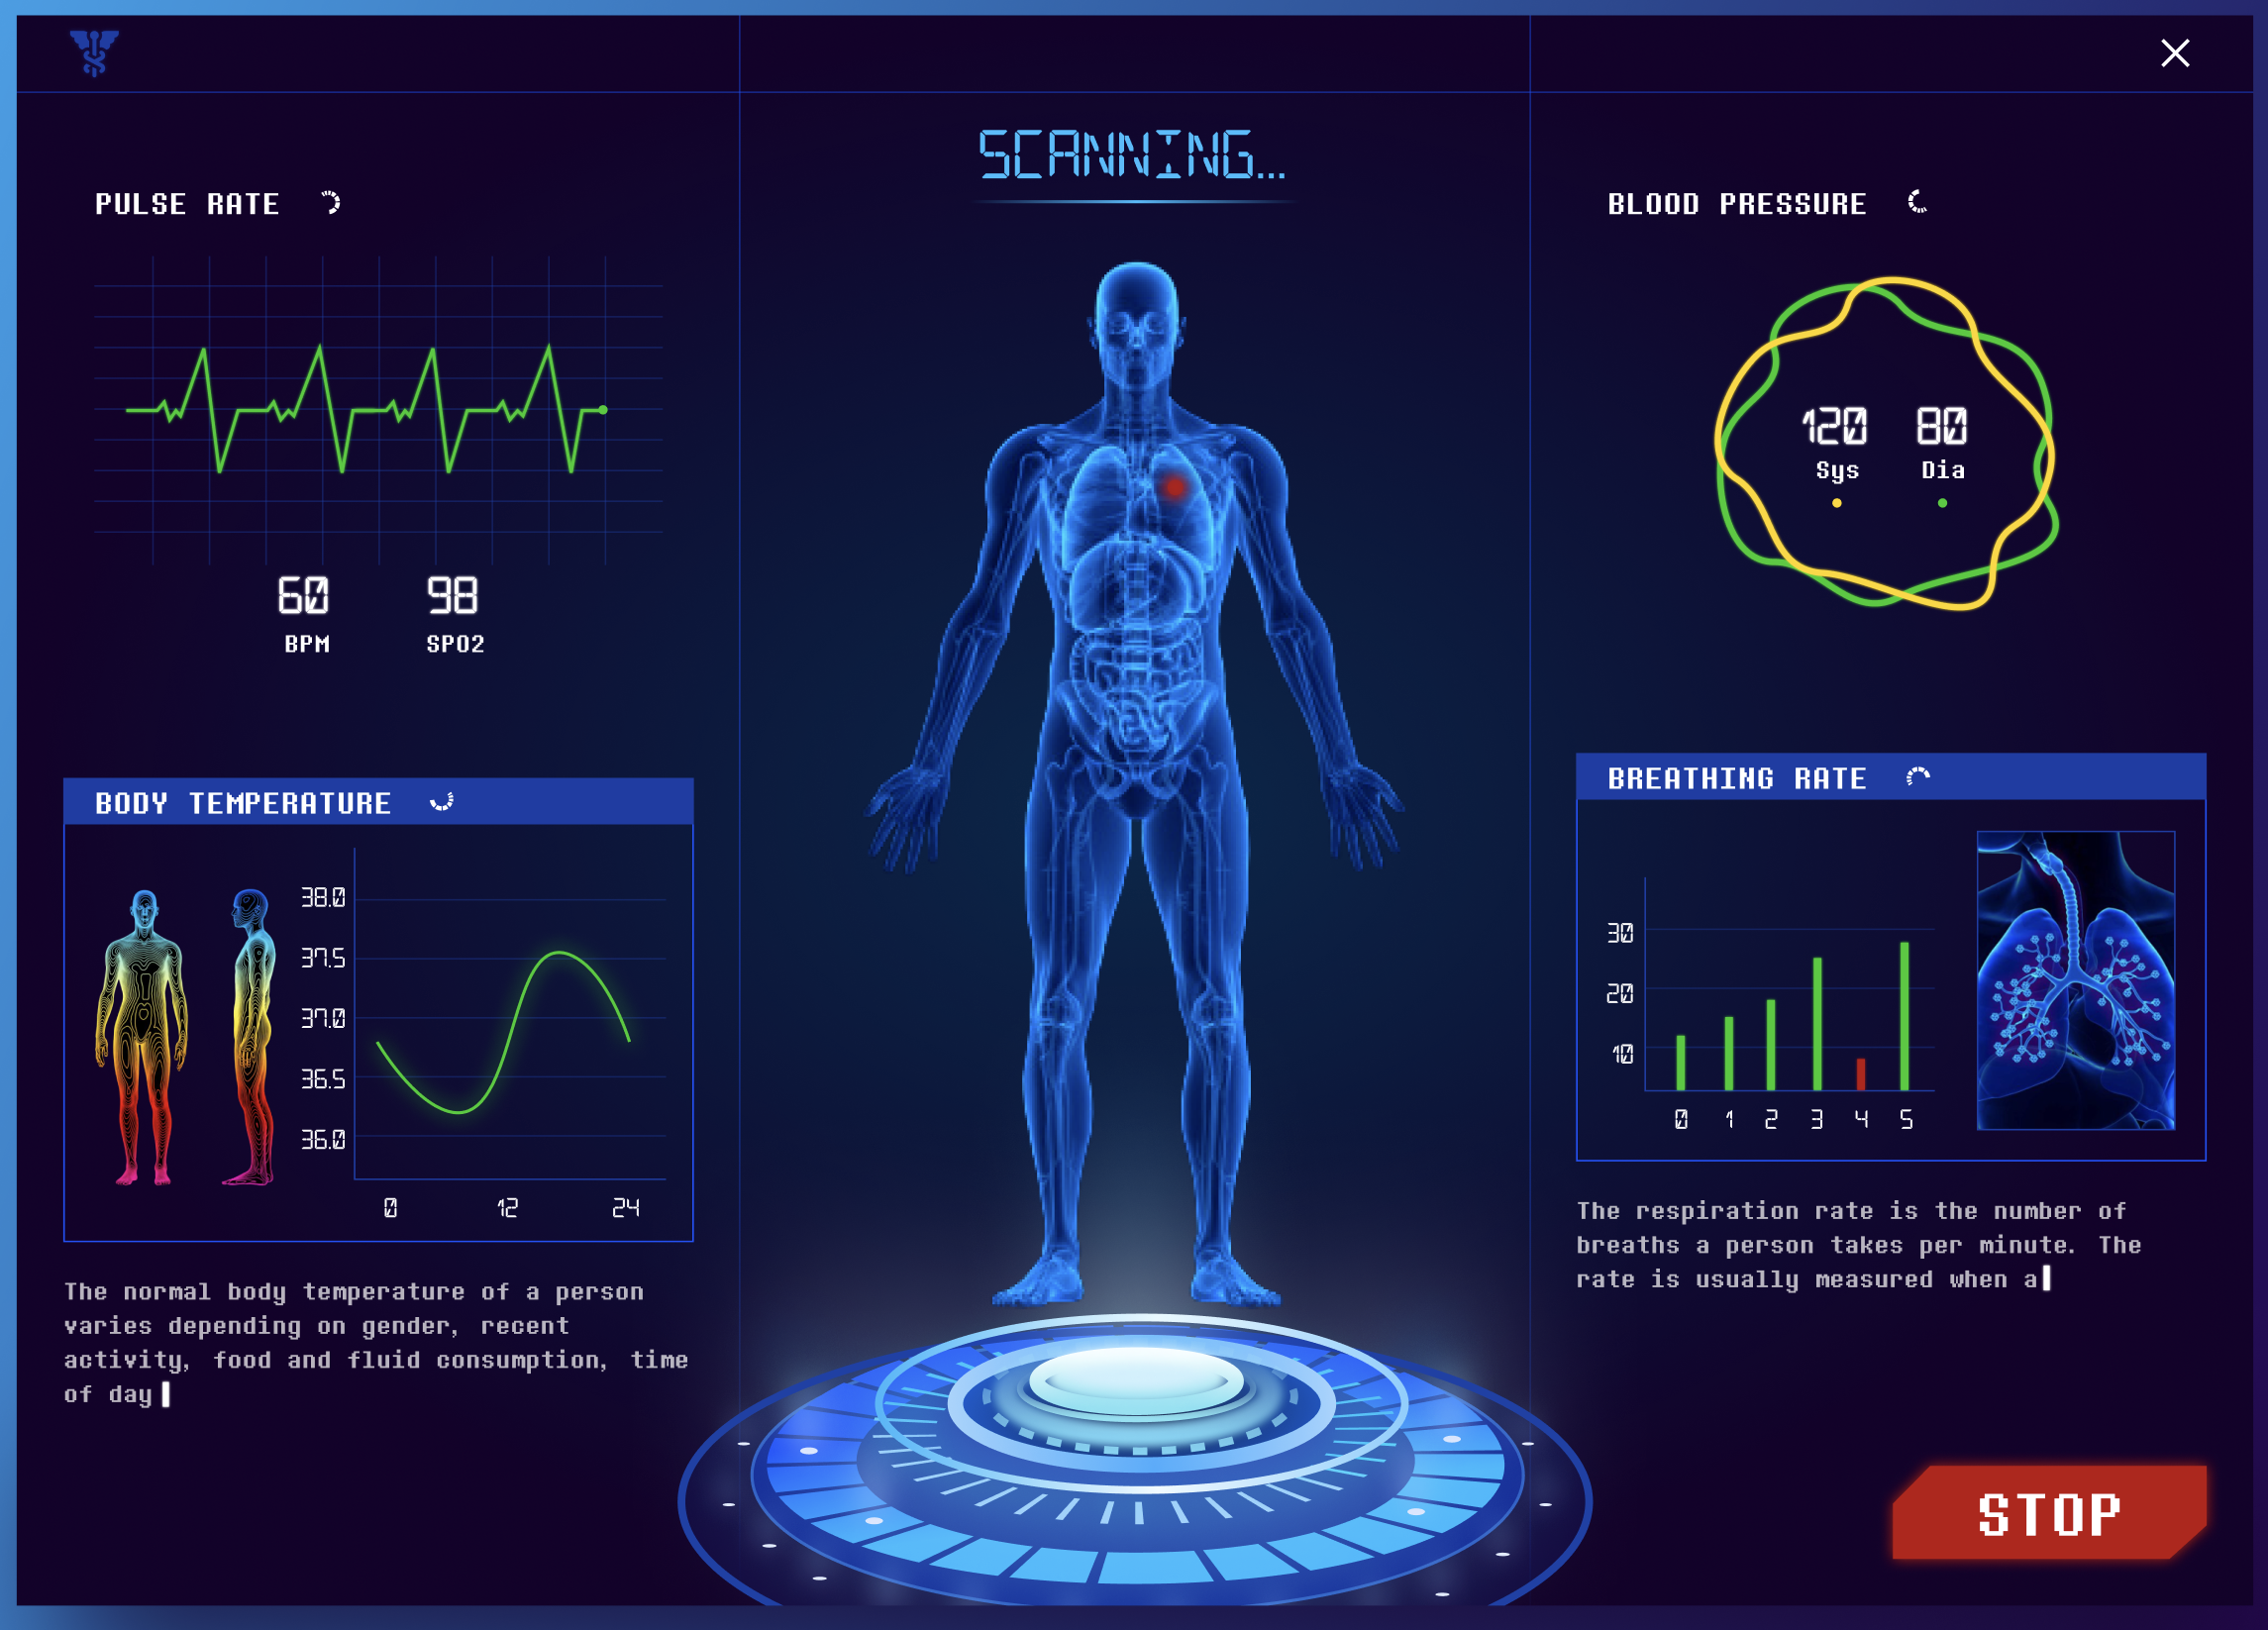 SCANNING...
PULSE RATE
60 98
BPM SPO2
BODY TEMPERATURE
38.0
37.5
37.0
36.5
36.0
0 12 24
The normal body temperature of a person
varies depending on gender, recent
activity, food and fluid consumption, time
of day
BLOOD PRESSURE
120 80
Sys Dia
BREATHING RATE
30
20
10
0 1 2 3 4 5
The respiration rate is the number of
breaths a person takes per minute. The
rate is usually measured when a
STOP